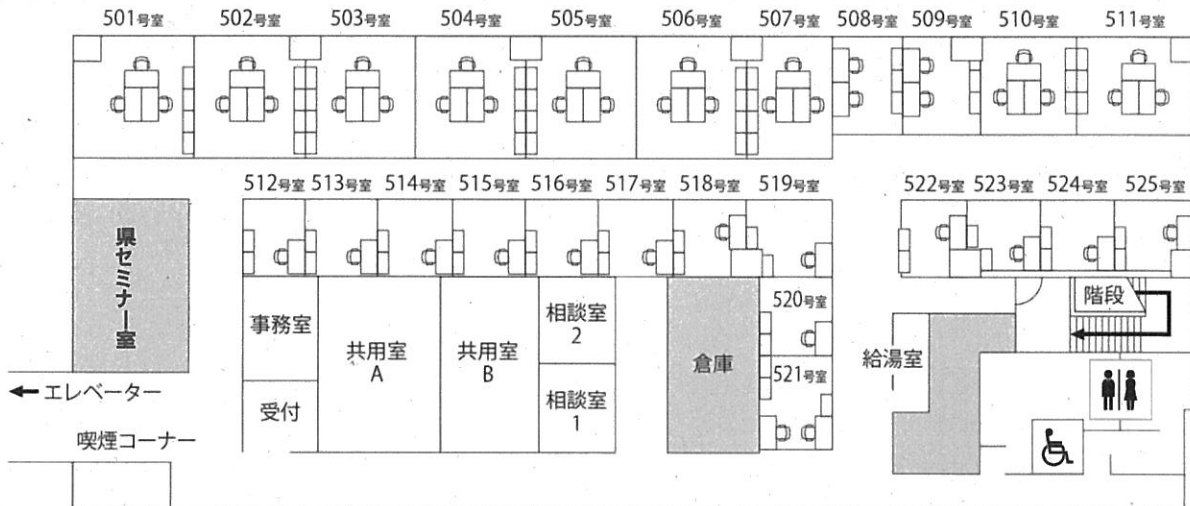 501号室 502号室 503号室 504号室 505号室 506号室 507号室 508号室 509号室 510号室 511号室
512号室 513号室 514号室 515号室 516号室 517号室 518号室 519号室 522号室 523号室 524号室 525号室
県セミナー室
事務室
共用室
A
共用室
B
相談室
2
倉庫
520号室
階段
給湯室
521号室
エレベーター
受付
相談室
1
喫煙コーナー